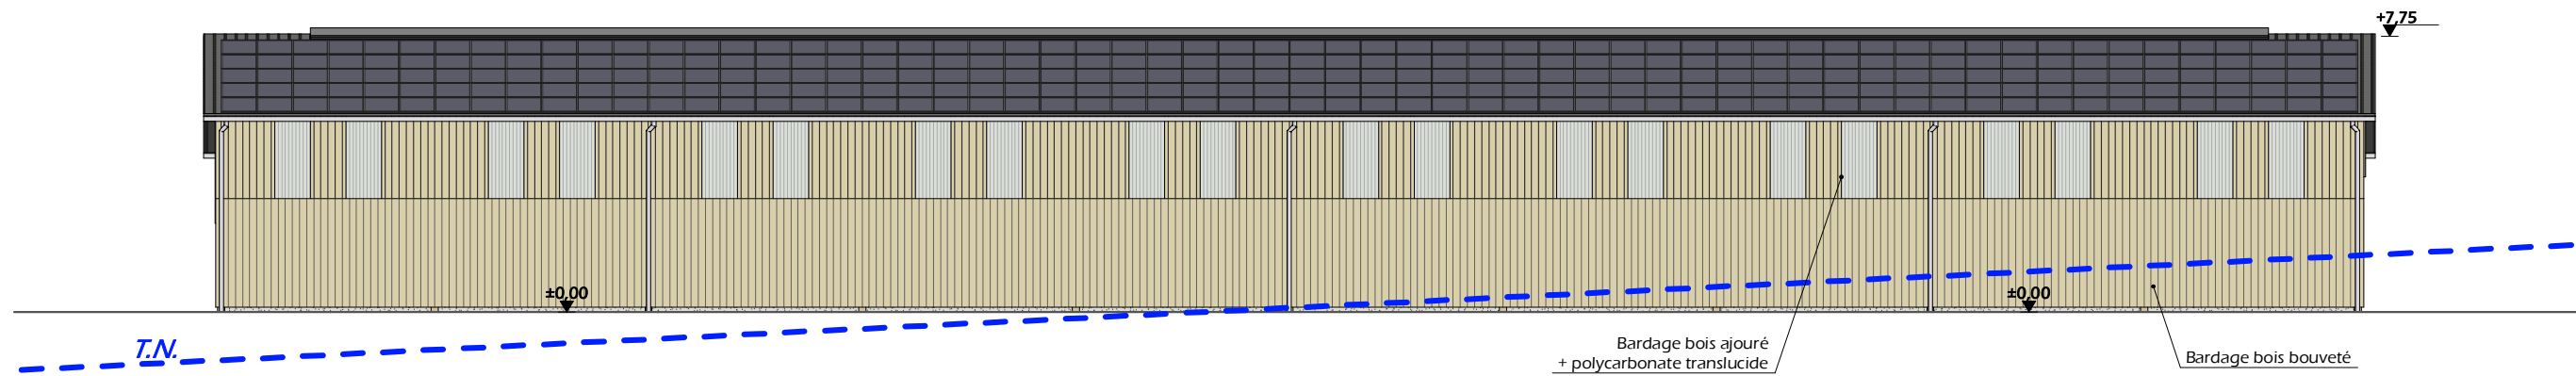 +7,75
±0,00
±0,00
T.N.
Bardage bois ajouré
+ polycarbonate translucide
Bardage bois bouveté